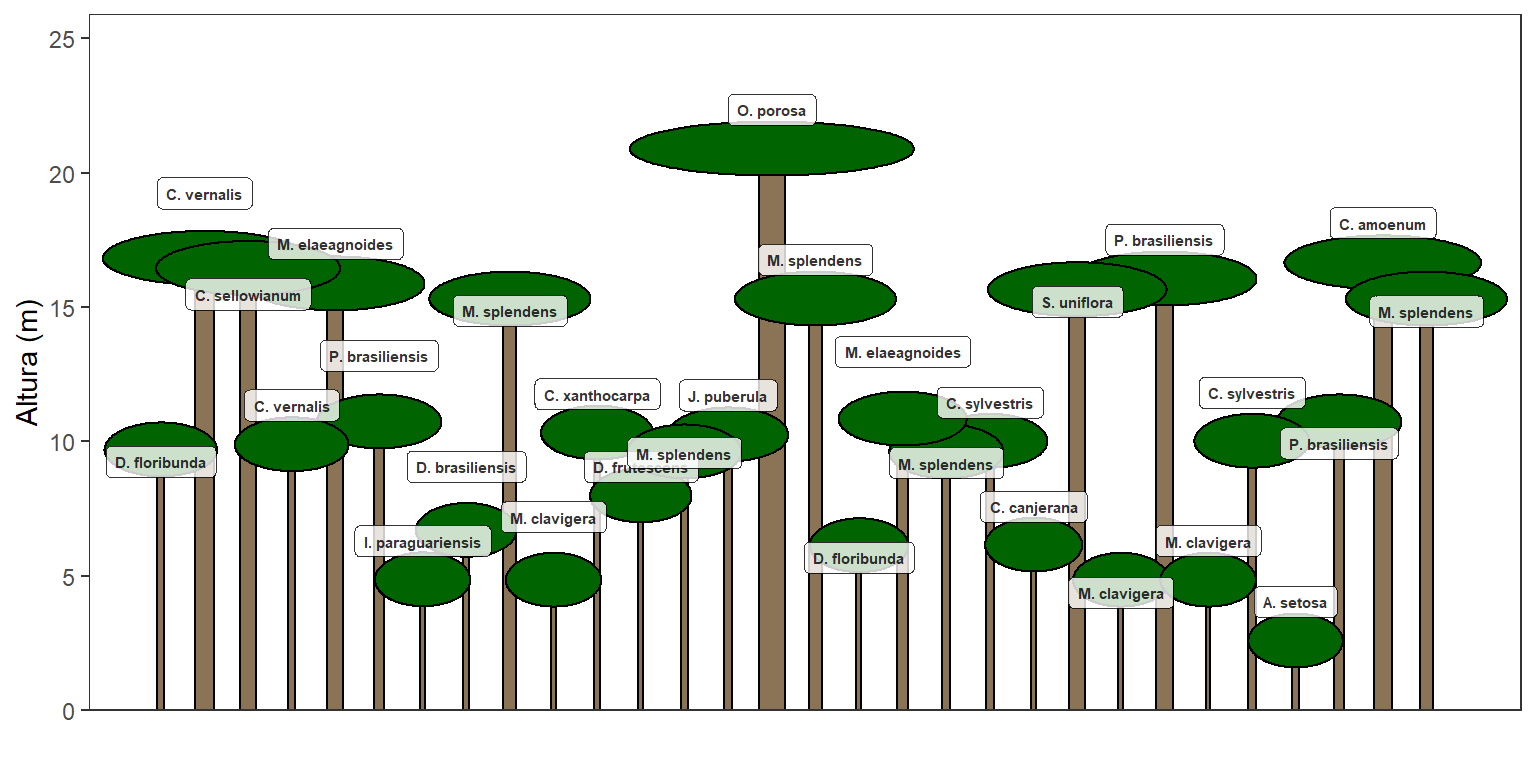 25
20
15
10
5
0
Altura (m)
O. porosa
C. vernalis
C. amoenum
P. brasiliensis
M. elaeagnoides
M. splendens
C. sellowianum
S. uniflora
M. splendens
M. splendens
M. elaeagnoides
P. brasiliensis
C. xanthocarpa
J. puberula
C. sylvestris
C. sylvestris
C. vernalis
P. brasiliensis
M. splendens
D. floribunda
D. brasiliensis
D. frutescens
M. splendens
C. canjerana
M. clavigera
I. paraguariensis
M. clavigera
D. floribunda
M. clavigera
A. setosa